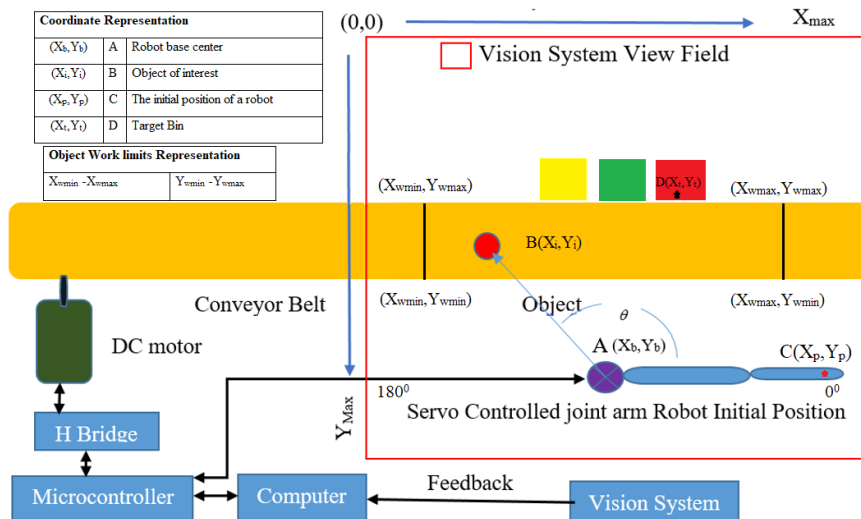 Coordinate Representation
(Xb,Yb) A Robot base center
(Xi,Yi) B Object of interest
(Xp,Yp) C The initial position of a robot
(Xt,Yt) D Target Bin
Object Work limits Representation
Xwmin -Xwmax Ywmin -Ywmax
(0,0)
Xmax
Vision System View Field
(Xwmin,Ywmax)
D(Xt,Yt)
(Xwmax,Ywmax)
B(Xi,Yi)
(Xwmin,Ywmin)
(Xwmax,Ywmin)
Conveyor Belt
Object
θ
DC motor
A (Xb,Yb)
C(Xp,Yp)
YMax
180⁰
0⁰
Servo Controlled joint arm Robot Initial Position
H Bridge
Microcontroller
Computer
Feedback
Vision System